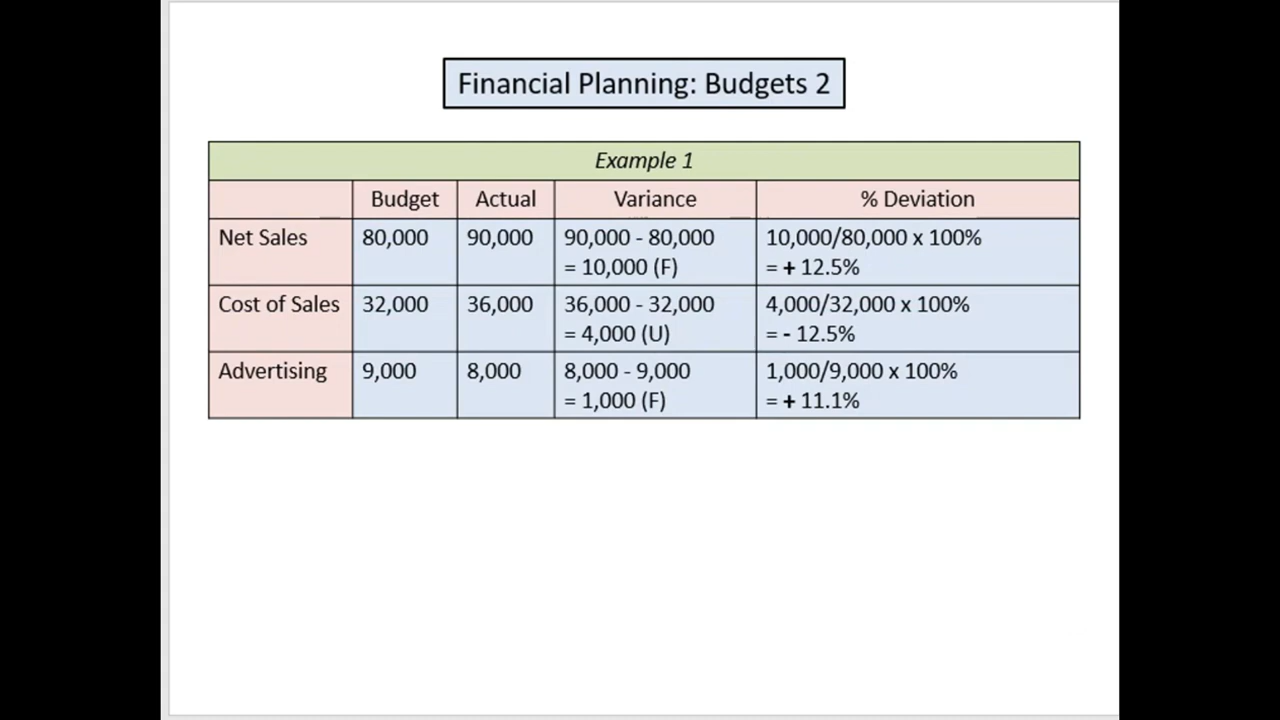 Financial Planning: Budgets 2
Example 1
Budget Actual Variance % Deviation
Net Sales 80,000 90,000 90,000 - 80,000 10,000/80,000 x 100%
= 10,000 (F) = + 12.5%
Cost of Sales 32,000 36,000 36,000 - 32,000 4,000/32,000 x 100%
= 4,000 (U) = - 12.5%
Advertising 9,000 8,000 8,000 - 9,000 1,000/9,000 x 100%
= 1,000 (F) = + 11.1%